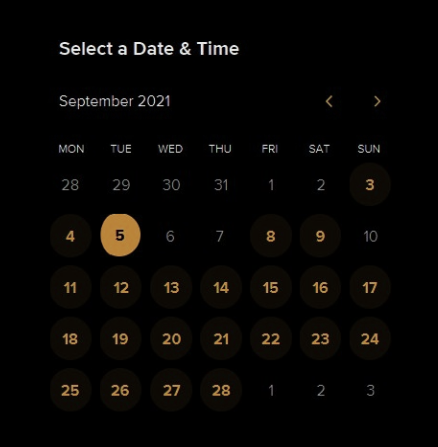 Select a Date & Time
September 2021
MON TUE WED THU FRI SAT SUN
28 29 30 31 1 2 3
4 5 6 7 8 9 10
11 12 13 14 15 16 17
18 19 20 21 22 23 24
25 26 27 28 1 2 3